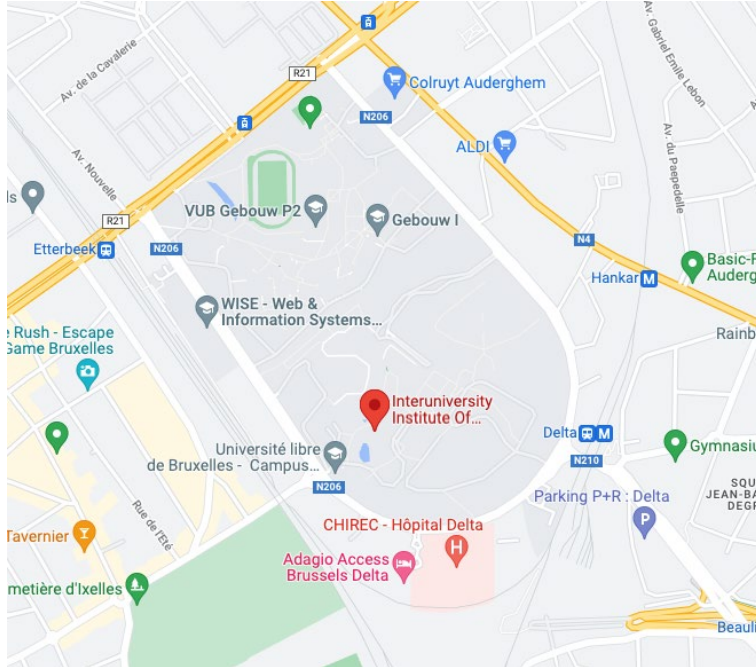 Av. de la Cavalerie
R21
Colruyt Auderghem
N206
ALDI
Av. Gabriel Emile Lebon
Av. du Paepedelle
Av. Nouvelle
ls
R21
VUB Gebouw P2
Gebouw I
Etterbeek
N206
N4
Hankar M
Basic-F
Auderg
WISE - Web &
Information Systems...
e Rush - Escape
Game Bruxelles
Rainb
Interuniversity
Institute Of...
Université libre
de Bruxelles - Campus...
Delta M
N210
Gymnasiu
N206
Rue de l'Eté
Parking P+R : Delta
P
SQU
JEAN-BA
DEGR
CHIREC - Hôpital Delta
H
Tavernier
Adagio Access
Brussels Delta
metière d'Ixelles
Beauli